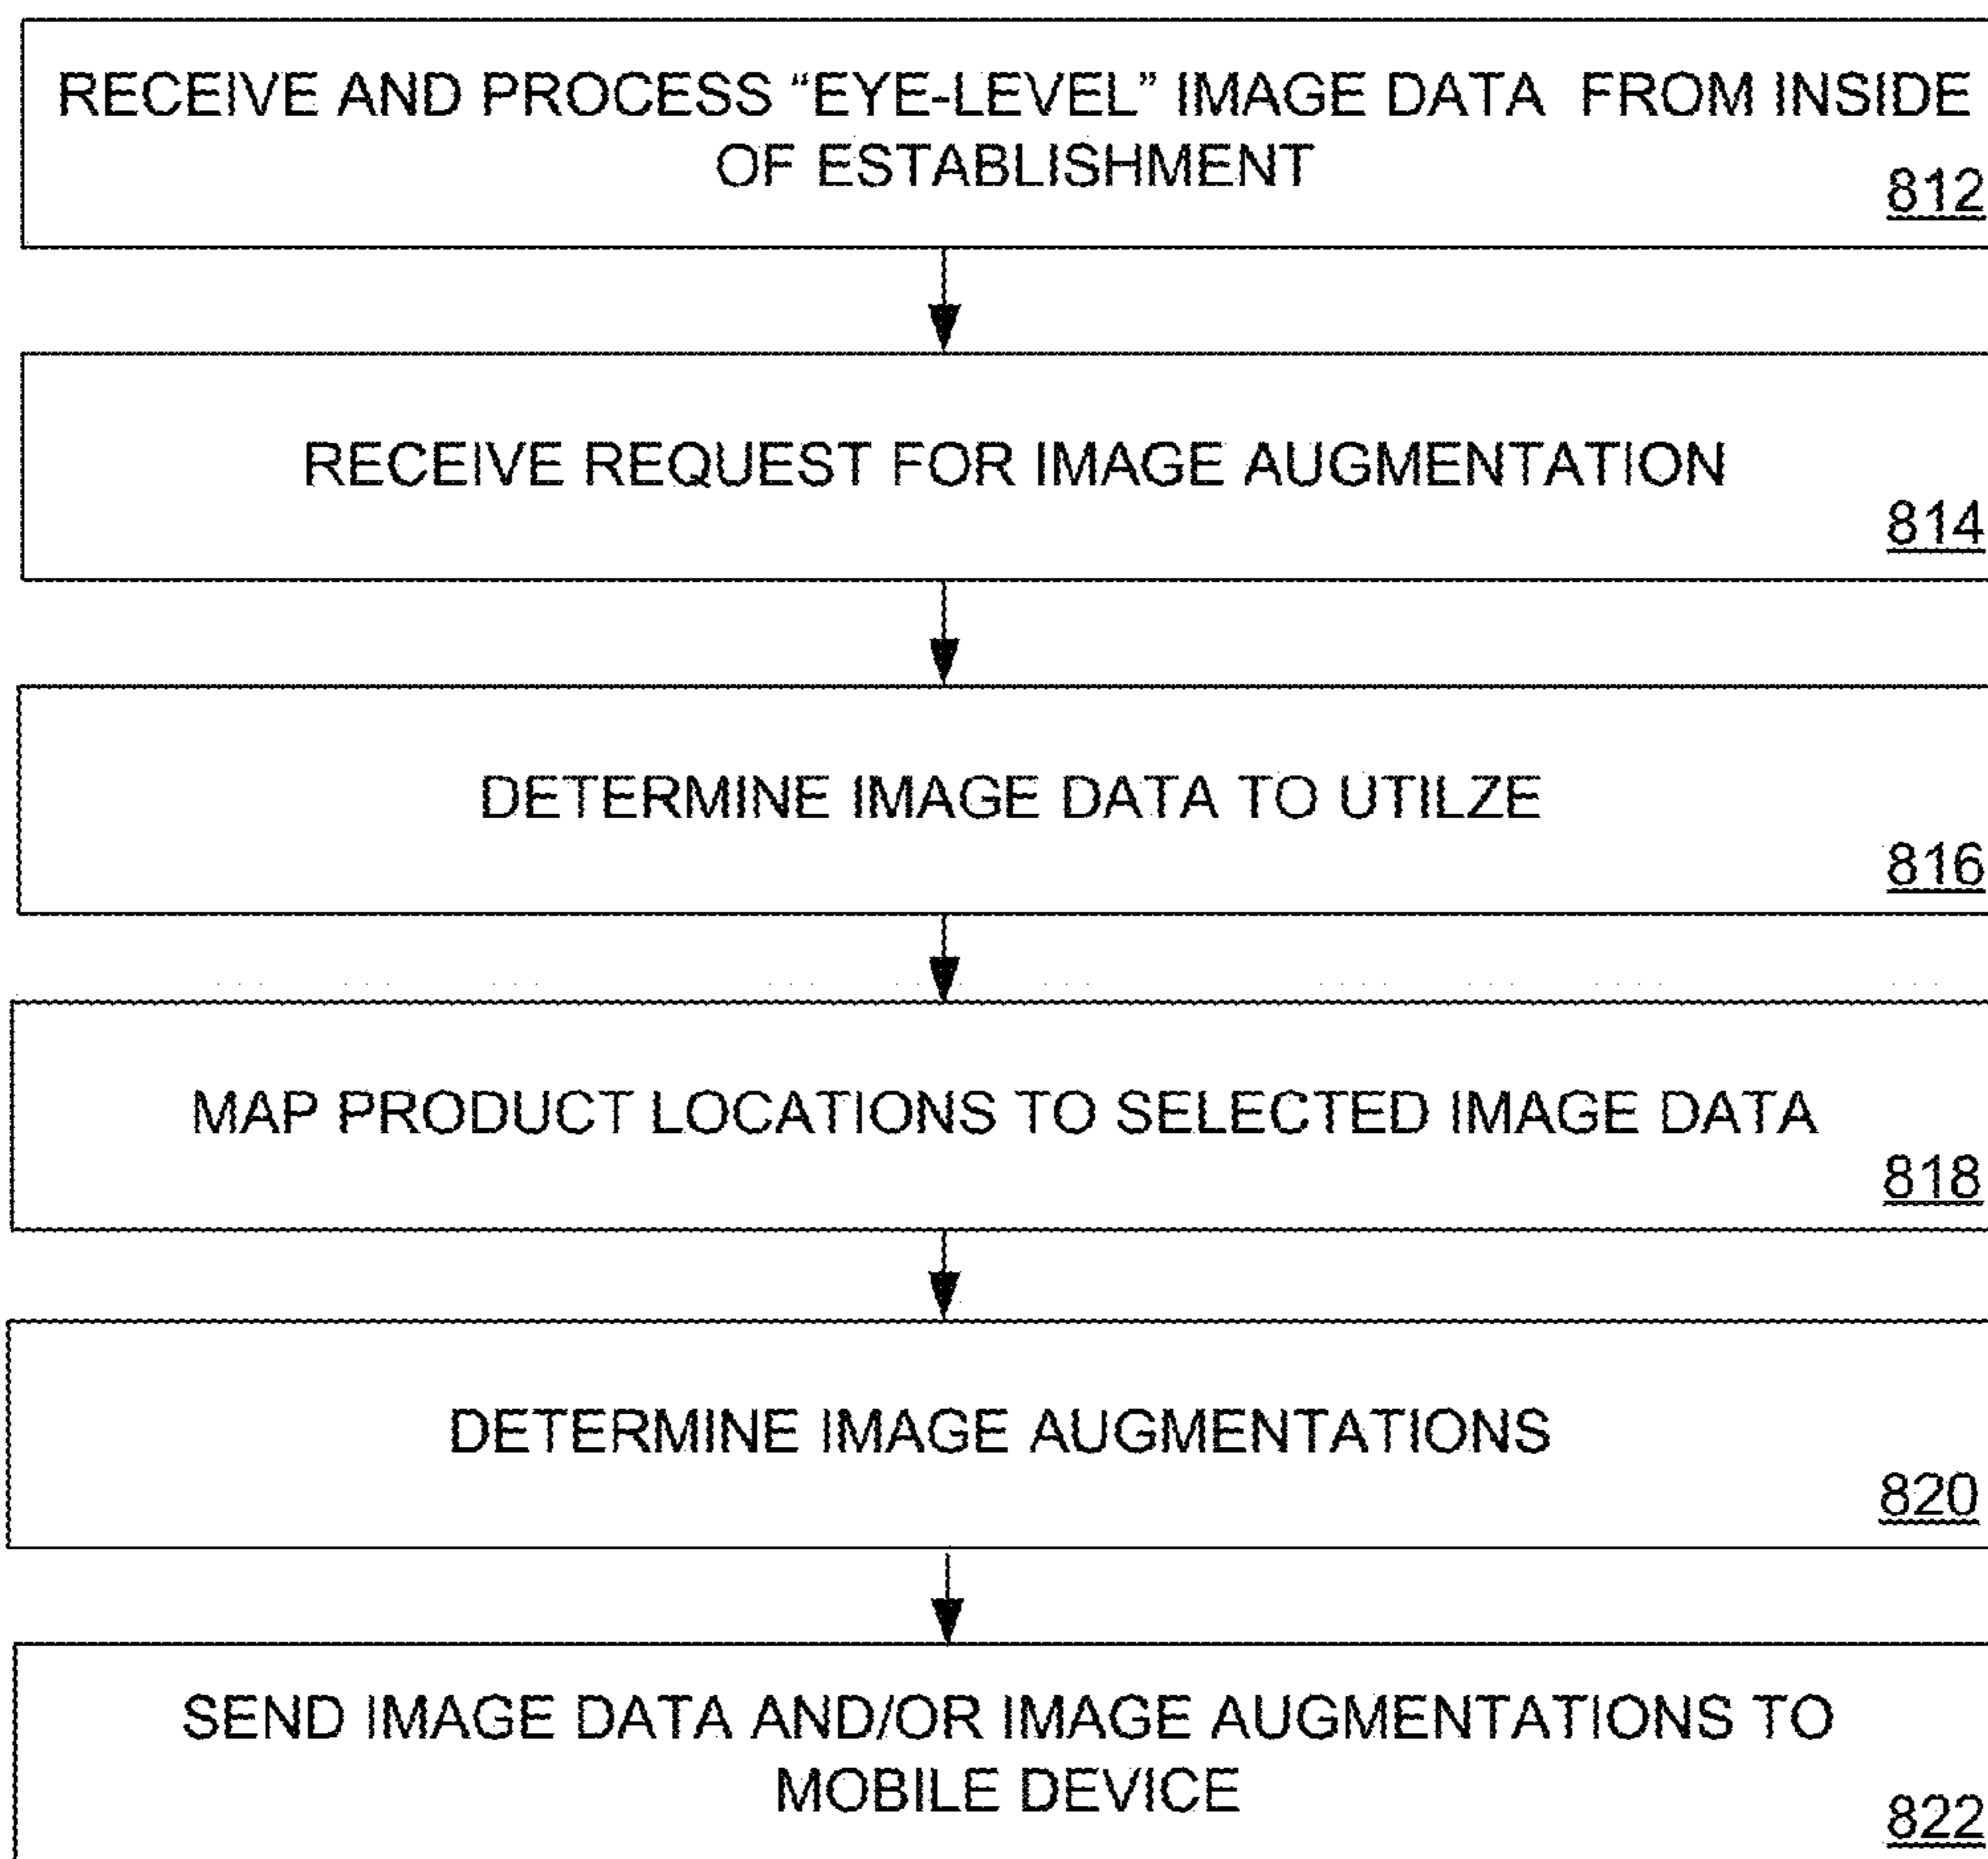 RECEIVE AND PROCESS “EYE-LEVEL” IMAGE DATA FROM INSIDE
OF ESTABLISHMENT
812
RECEIVE REQUEST FOR IMAGE AUGMENTATION
814
DETERMINE IMAGE DATA TO UTILZE
816
MAP PRODUCT LOCATIONS TO SELECTED IMAGE DATA
818
DETERMINE IMAGE AUGMENTATIONS
820
SEND IMAGE DATA AND/OR IMAGE AUGMENTATIONS TO
MOBILE DEVICE
822